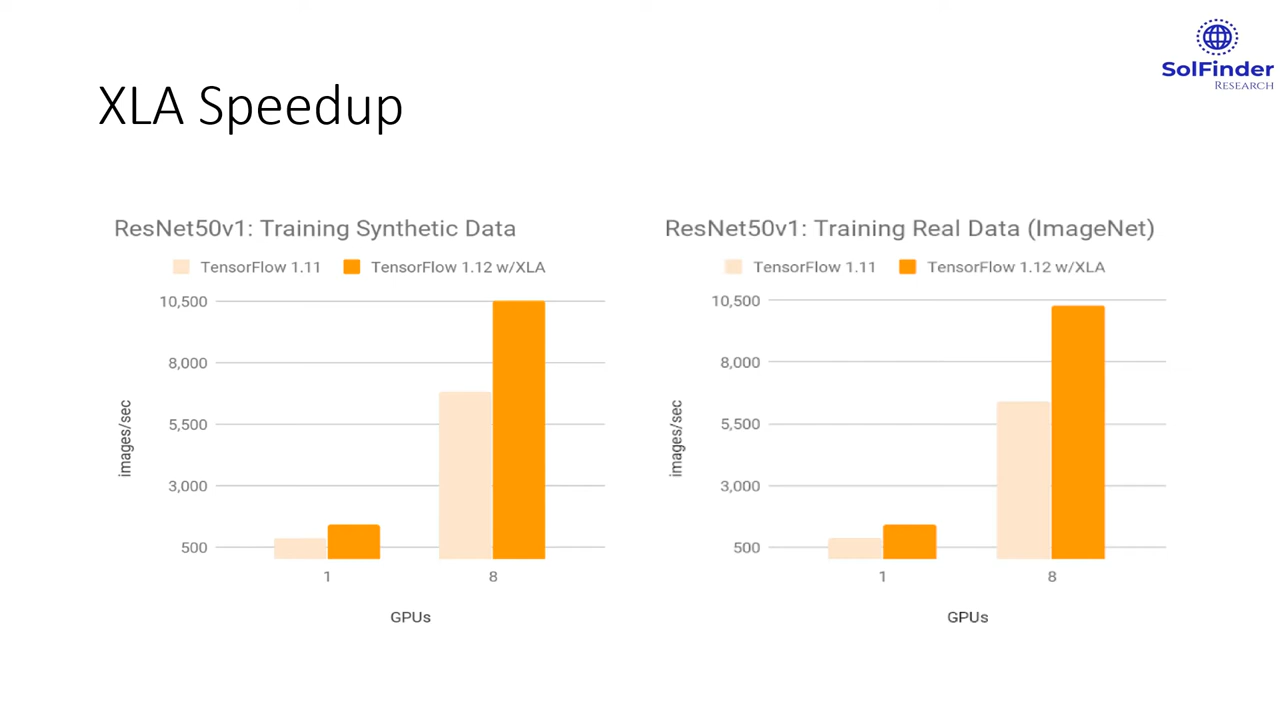 SolFinder
RESEARCH
XLA Speedup
ResNet50v1: Training Synthetic Data
TensorFlow 1.11 TensorFlow 1.12 w/XLA
10,500
8,000
5,500
3,000
500
images/sec
1 8
GPUs
ResNet50v1: Training Real Data (ImageNet)
TensorFlow 1.11 TensorFlow 1.12 w/XLA
10,500
8,000
5,500
3,000
500
images/sec
1 8
GPUs